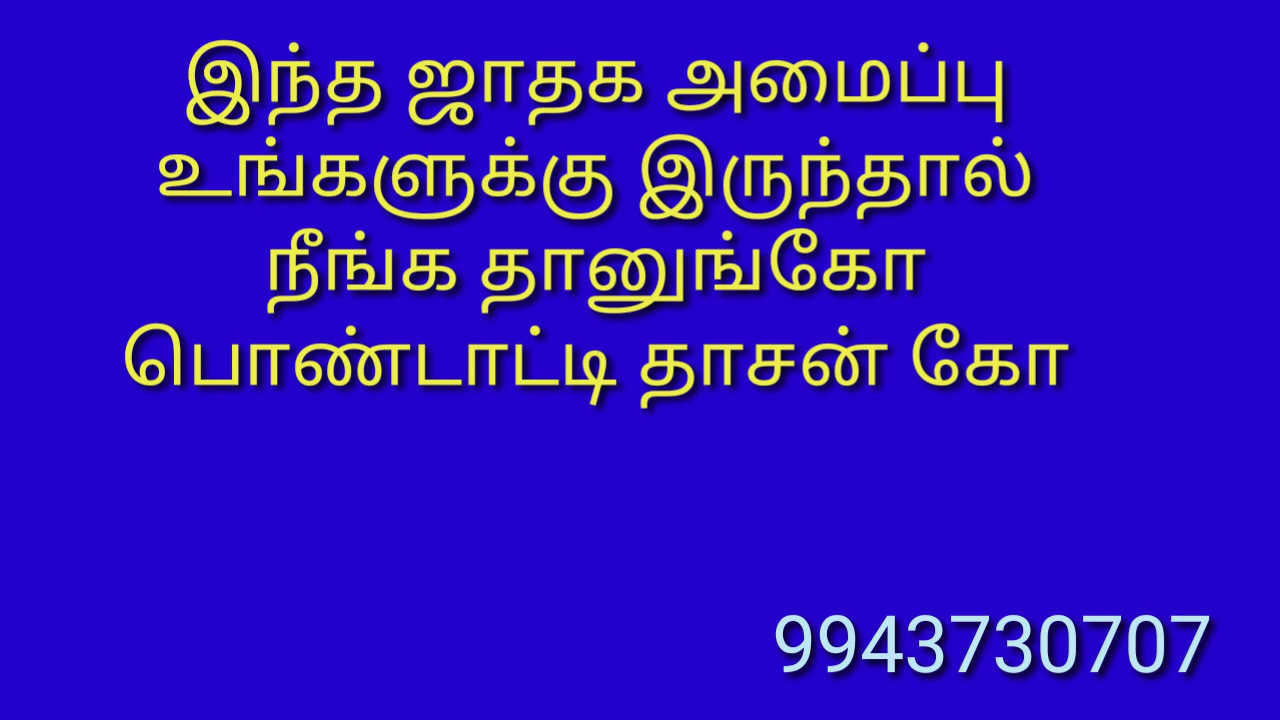 இந்த ஜாதக அமைப்பு
உங்களுக்கு இருந்தால்
நீங்க தானுங்கோ
பொண்டாட்டி தாசன் கோ
9943730707